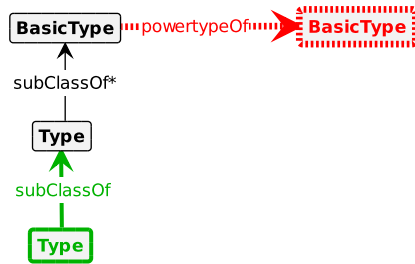 BasicType powertypeOf BasicType
subClassOf*
Type
subClassOf
Type